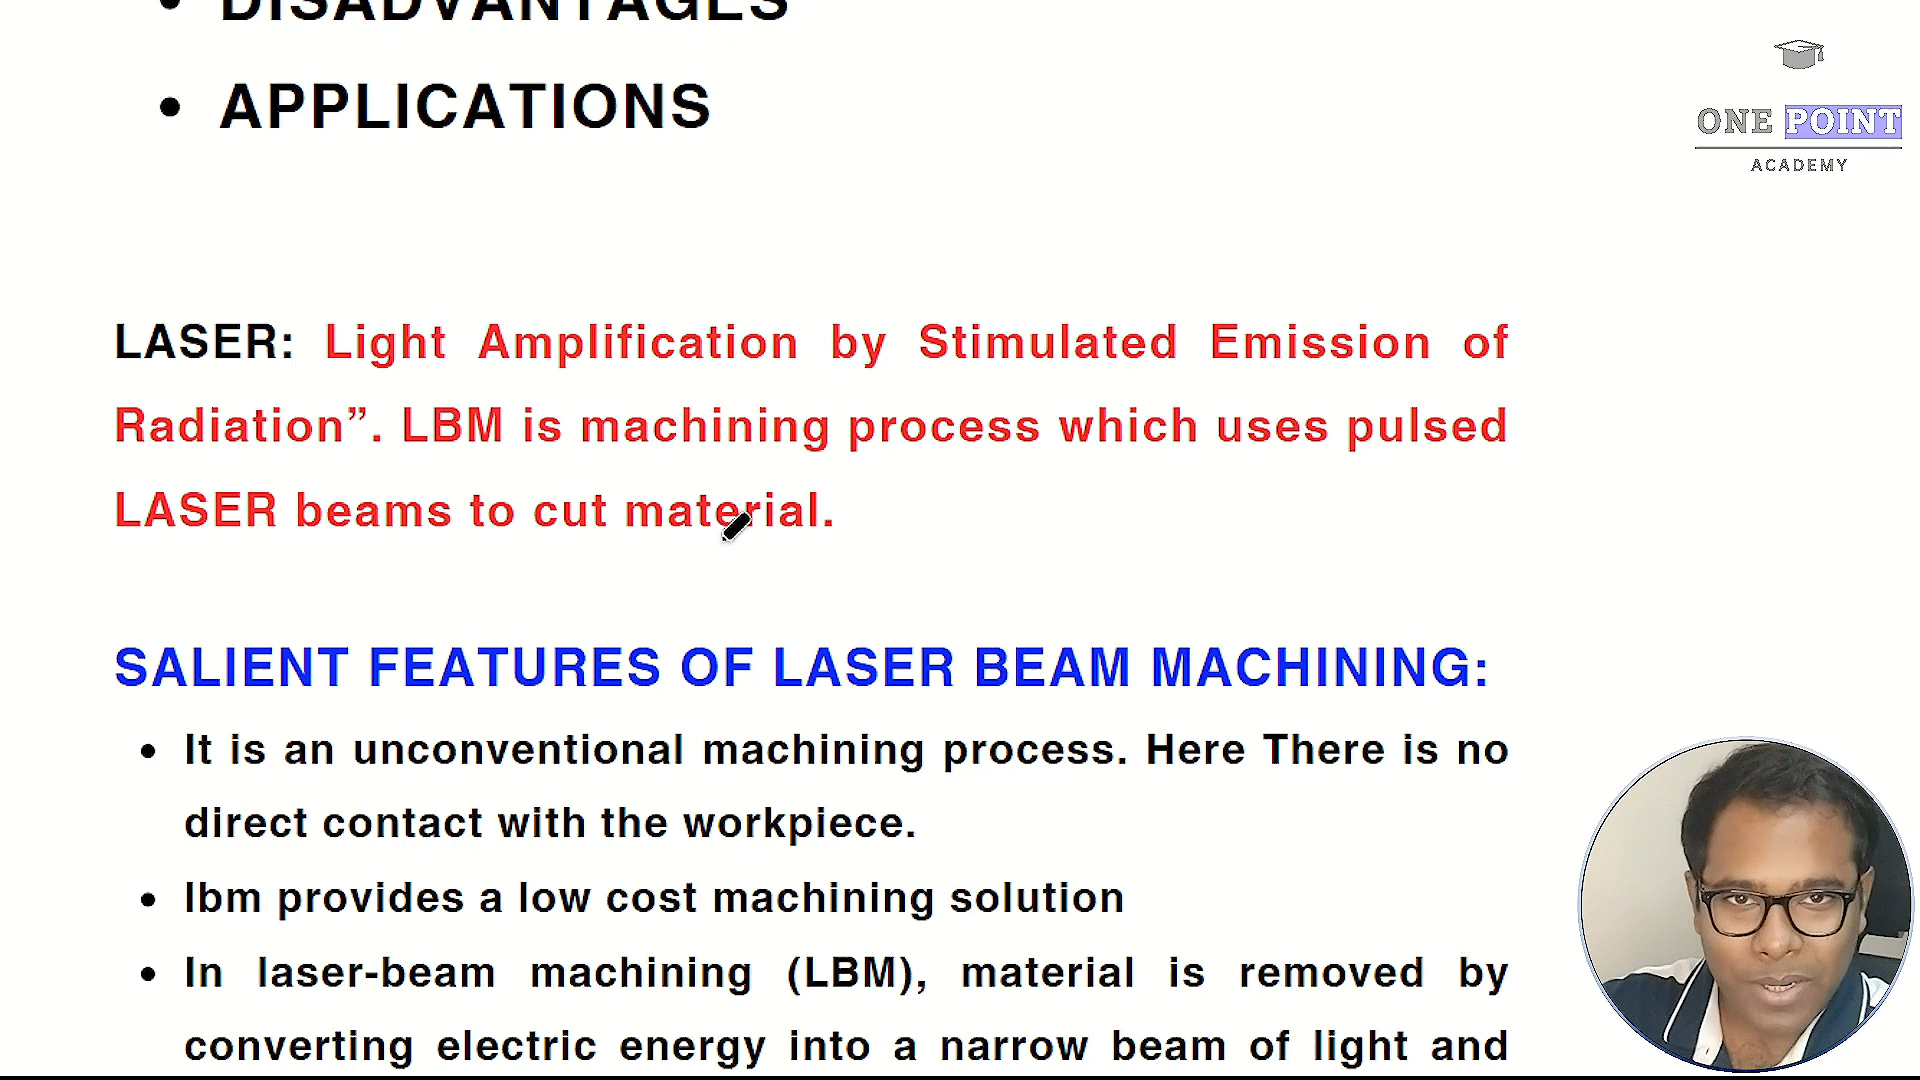 • DISADVANTAGES
• APPLICATIONS
ONE POINT
ACADEMY
LASER: Light Amplification by Stimulated Emission of
Radiation”. LBM is machining process which uses pulsed
LASER beams to cut material.
SALIENT FEATURES OF LASER BEAM MACHINING:
• It is an unconventional machining process. Here There is no
direct contact with the workpiece.
• lbm provides a low cost machining solution
• In laser-beam machining (LBM), material is removed by
converting electric energy into a narrow beam of light and